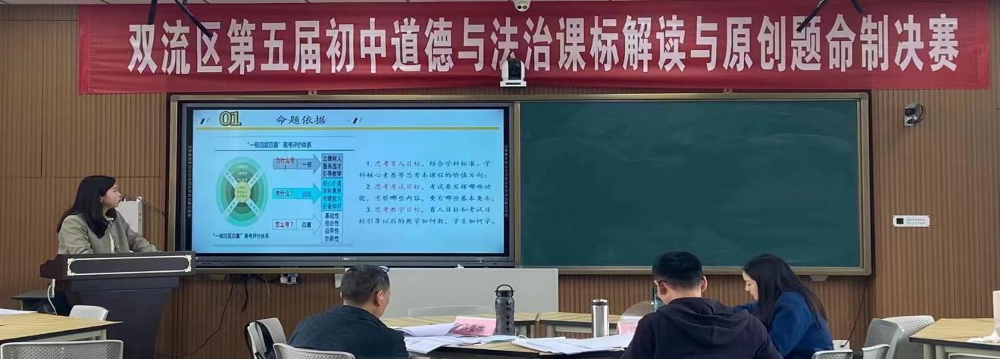 双流区第五届初中道德与法治课标解读与原创题命制决赛
01 命题依据
"一核四层四翼"高考评价体系
为什么考? 一核
立德树人
服务选才
引导教学
考什么? 四层
核心价值
学科素养
关键能力
必备知识
怎么考? 四翼
基础性
综合性
应用性
创新性
"一核四层四翼"高考评价体系
1. 思考育人目标，结合学科标准、学
科核心素养等思考本课程的价值方向；
2. 思考考试目标，考试要发挥哪些功
能，考察哪些内容，要有哪些基本要求；
3. 思考教学目标，育人目标和考试目
标引导以后的教学如何教，学生如何学。
评委席